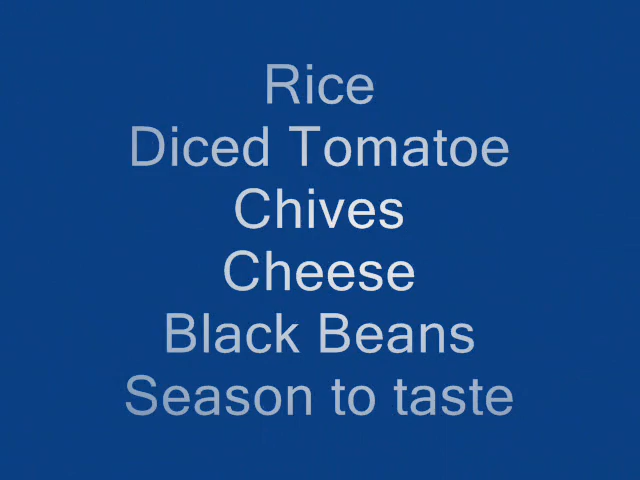 Rice
Diced Tomatoe
Chives
Cheese
Black Beans
Season to taste